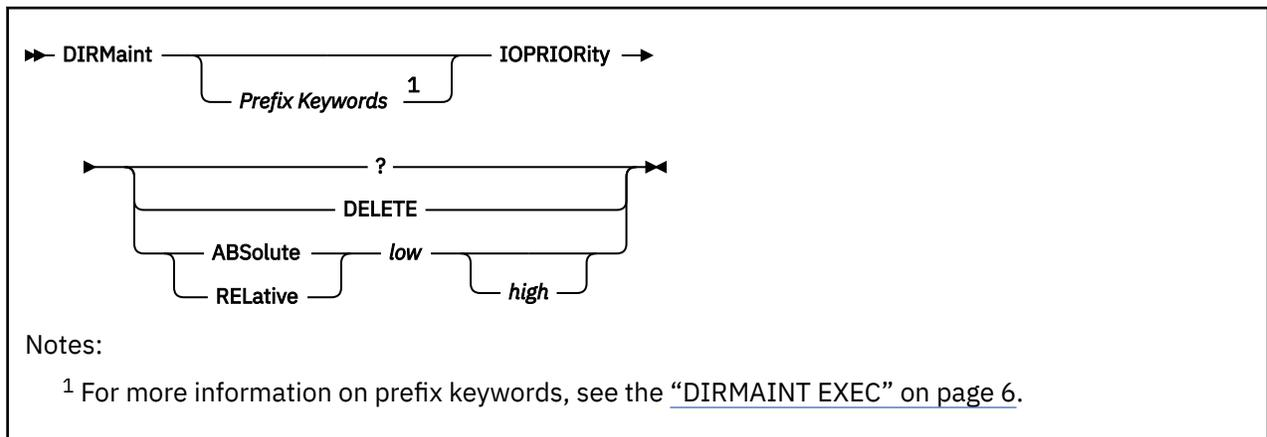 DIRMaint IOPRIORity
Prefix Keywords 1
?
DELETE
ABSolute low
RELative high
Notes:
1 For more information on prefix keywords, see the “DIRMAINT EXEC” on page 6.